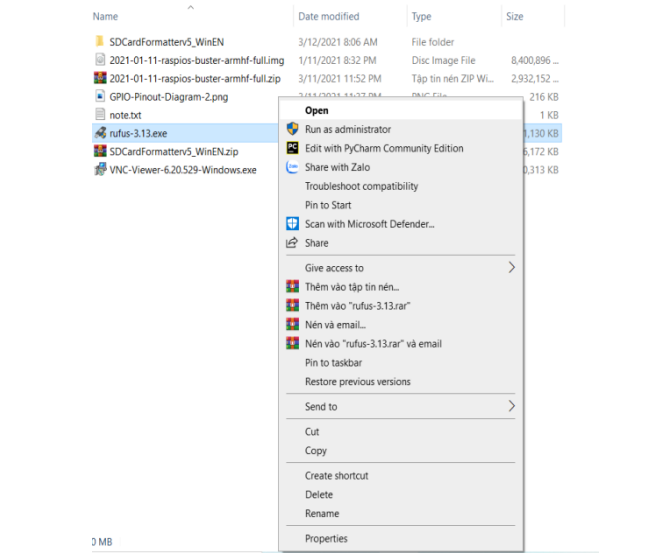 Name Date modified Type Size
SDCardFormatterv5_WinEN 3/12/2021 8:06 AM File folder
2021-01-11-raspios-buster-armhf-full.img 1/11/2021 8:32 PM Disc Image File 8,400,896 ...
2021-01-11-raspios-buster-armhf-full.zip 3/11/2021 11:52 PM Tập tin nén ZIP Wi... 2,932,152 ...
GPIO-Pinout-Diagram-2.png 3/11/2021 11:37 PM PNG File 216 KB
note.txt 1 KB
rufus-3.13.exe 1,130 KB
SDCardFormatterv5_WinEN.zip 6,172 KB
VNC-Viewer-6.20.529-Windows.exe 0,313 KB
Open
Run as administrator
PC Edit with PyCharm Community Edition
Zalo Share with Zalo
Troubleshoot compatibility
Pin to Start
Scan with Microsoft Defender...
Share
Give access to
Thêm vào tập tin nén...
Thêm vào "rufus-3.13.rar"
Nén và email...
Nén vào "rufus-3.13.rar" và email
Pin to taskbar
Restore previous versions
Send to
Cut
Copy
Create shortcut
Delete
Rename
Properties
0 MB